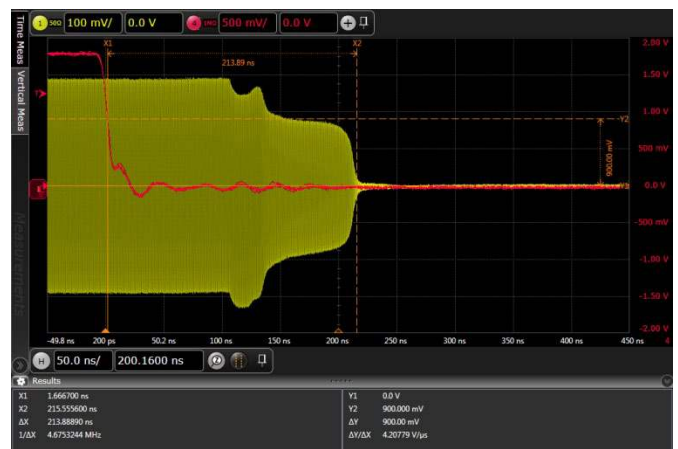 Time Meas
Vertical Meas
Measurements
1 50Ω 100 mV/ 0.0 V 4 1MΩ 500 mV/ 0.0 V
X1 X2
213.89 ns
2.00 V
1.50 V
1.00 V
Y2
500 mV
900.00 mV
0.0 V
-500 mV
-1.00 V
-1.50 V
-2.00 V
-49.8 ns 200 ps 50.2 ns 100 ns 150 ns 200 ns 250 ns 300 ns 350 ns 400 ns 450 ns 4
H 50.0 ns/ 200.1600 ns
Results
X1 1.666700 ns Y1 0.0 V
X2 215.555600 ns Y2 900.000 mV
ΔX 213.88890 ns ΔY 900.00 mV
1/ΔX 4.6753244 MHz ΔY/ΔX 4.20779 V/µs